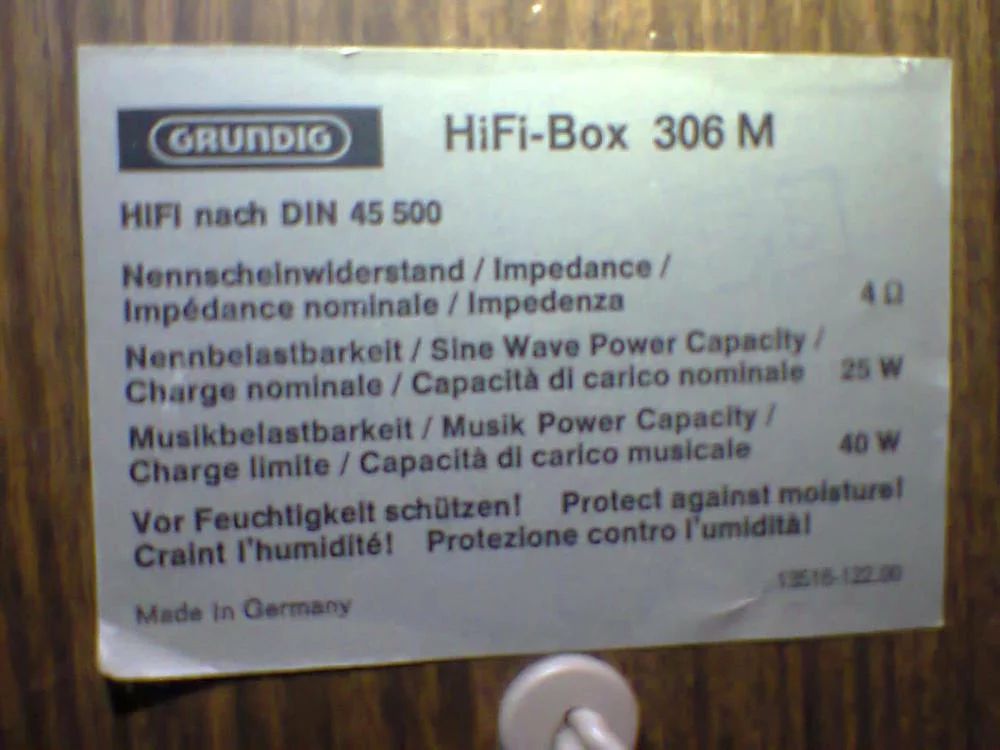 GRUNDIG HiFi-Box 306 M
HIFI nach DIN 45 500
Nennscheinwiderstand / Impedance /
Impédance nominale / Impedenza 4 Ω
Nennbelastbarkeit / Sine Wave Power Capacity /
Charge nominale / Capacità di carico nominale 25 W
Musikbelastbarkeit / Musik Power Capacity /
Charge limite / Capacità di carico musicale 40 W
Vor Feuchtigkeit schützen! Protect against moisture!
Craint l'humidité! Protezione contro l'umidità!
13516-122.00
Made in Germany